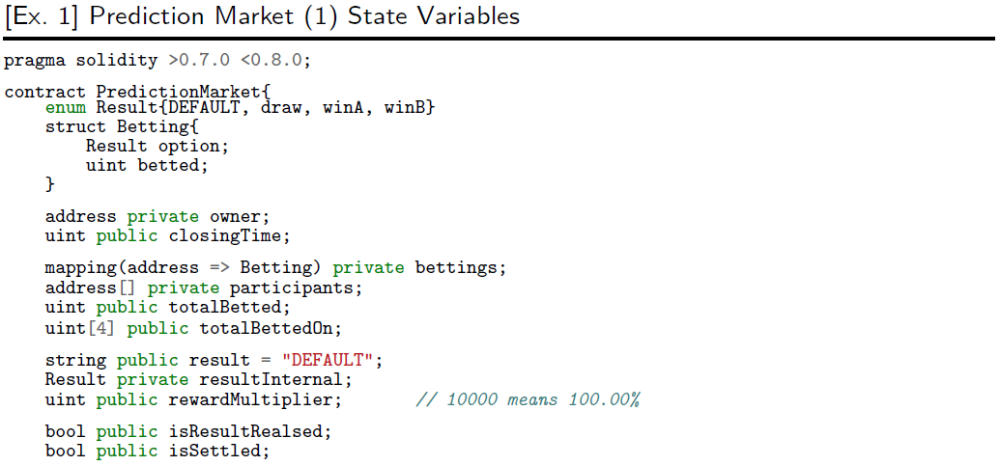 [Ex. 1] Prediction Market (1) State Variables
pragma solidity >0.7.0 <0.8.0;
contract PredictionMarket{
    enum Result{DEFAULT, draw, winA, winB}
    struct Betting{
        Result option;
        uint betted;
    }
    address private owner;
    uint public closingTime;
    mapping(address => Betting) private bettings;
    address[] private participants;
    uint public totalBetted;
    uint[4] public totalBettedOn;
    string public result = "DEFAULT";
    Result private resultInternal;
    uint public rewardMultiplier;       // 10000 means 100.00%
    bool public isResultRealsed;
    bool public isSettled;